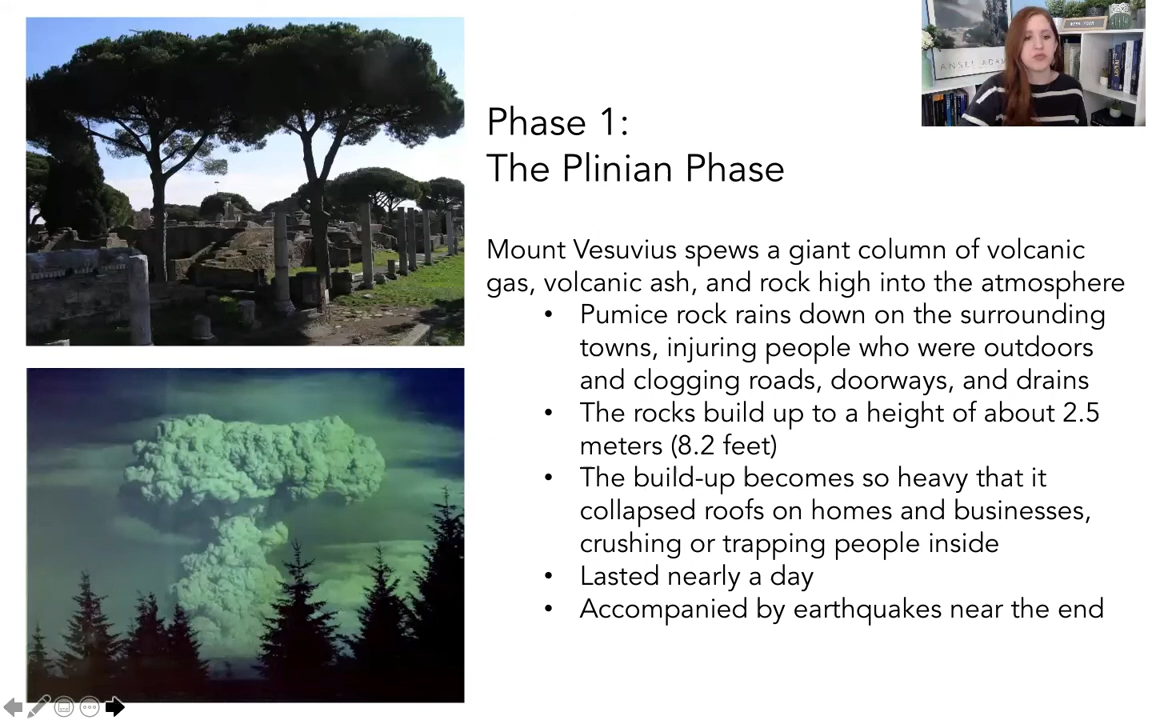 ANSEL ADA
Phase 1:
The Plinian Phase
Mount Vesuvius spews a giant column of volcanic
gas, volcanic ash, and rock high into the atmosphere
• Pumice rock rains down on the surrounding
towns, injuring people who were outdoors
and clogging roads, doorways, and drains
• The rocks build up to a height of about 2.5
meters (8.2 feet)
• The build-up becomes so heavy that it
collapsed roofs on homes and businesses,
crushing or trapping people inside
• Lasted nearly a day
• Accompanied by earthquakes near the end